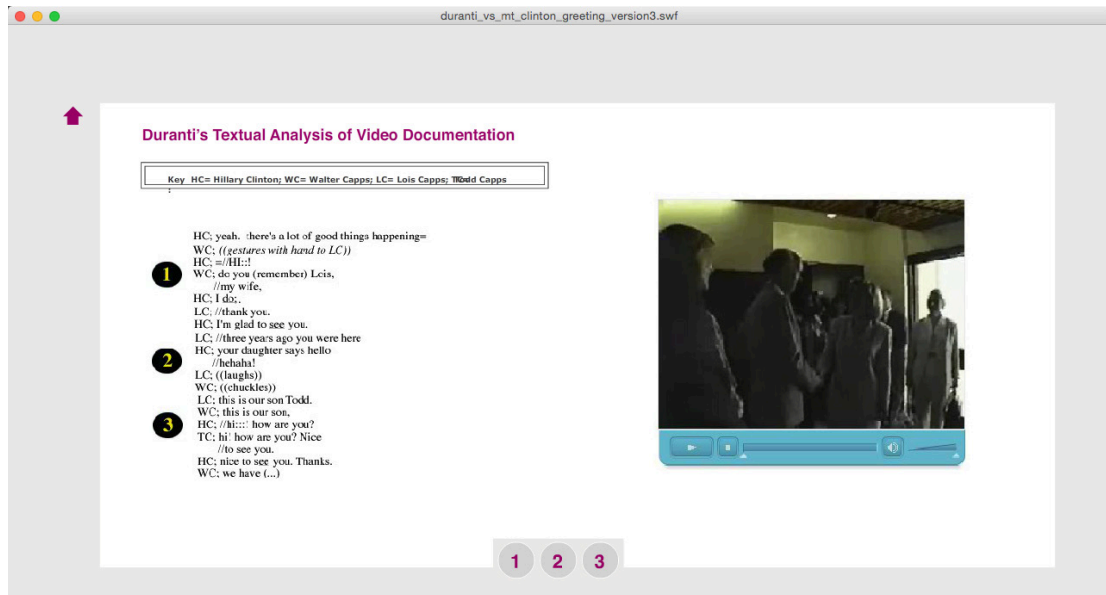 duranti_vs_mt_clinton_greeting_version3.swf
Duranti's Textual Analysis of Video Documentation
Key HC= Hillary Clinton; WC= Walter Capps; LC= Lois Capps; Todd Capps
:
HC; yeah. there's a lot of good things happening=
WC; ((gestures with hand to LC))
HC; =//HI::!
1
WC; do you (remember) Lois,
//my wife,
HC; I do;.
LC; //thank you.
HC; I'm glad to see you.
LC; //three years ago you were here
2
HC; your daughter says hello
//hehaha!
LC; ((laughs))
WC; ((chuckles))
LC; this is our son Todd.
WC; this is our son,
3
HC; //hi:::! how are you?
TC; hi! how are you? Nice
//to see you.
HC; nice to see you. Thanks.
WC; we have (...)
1 2 3